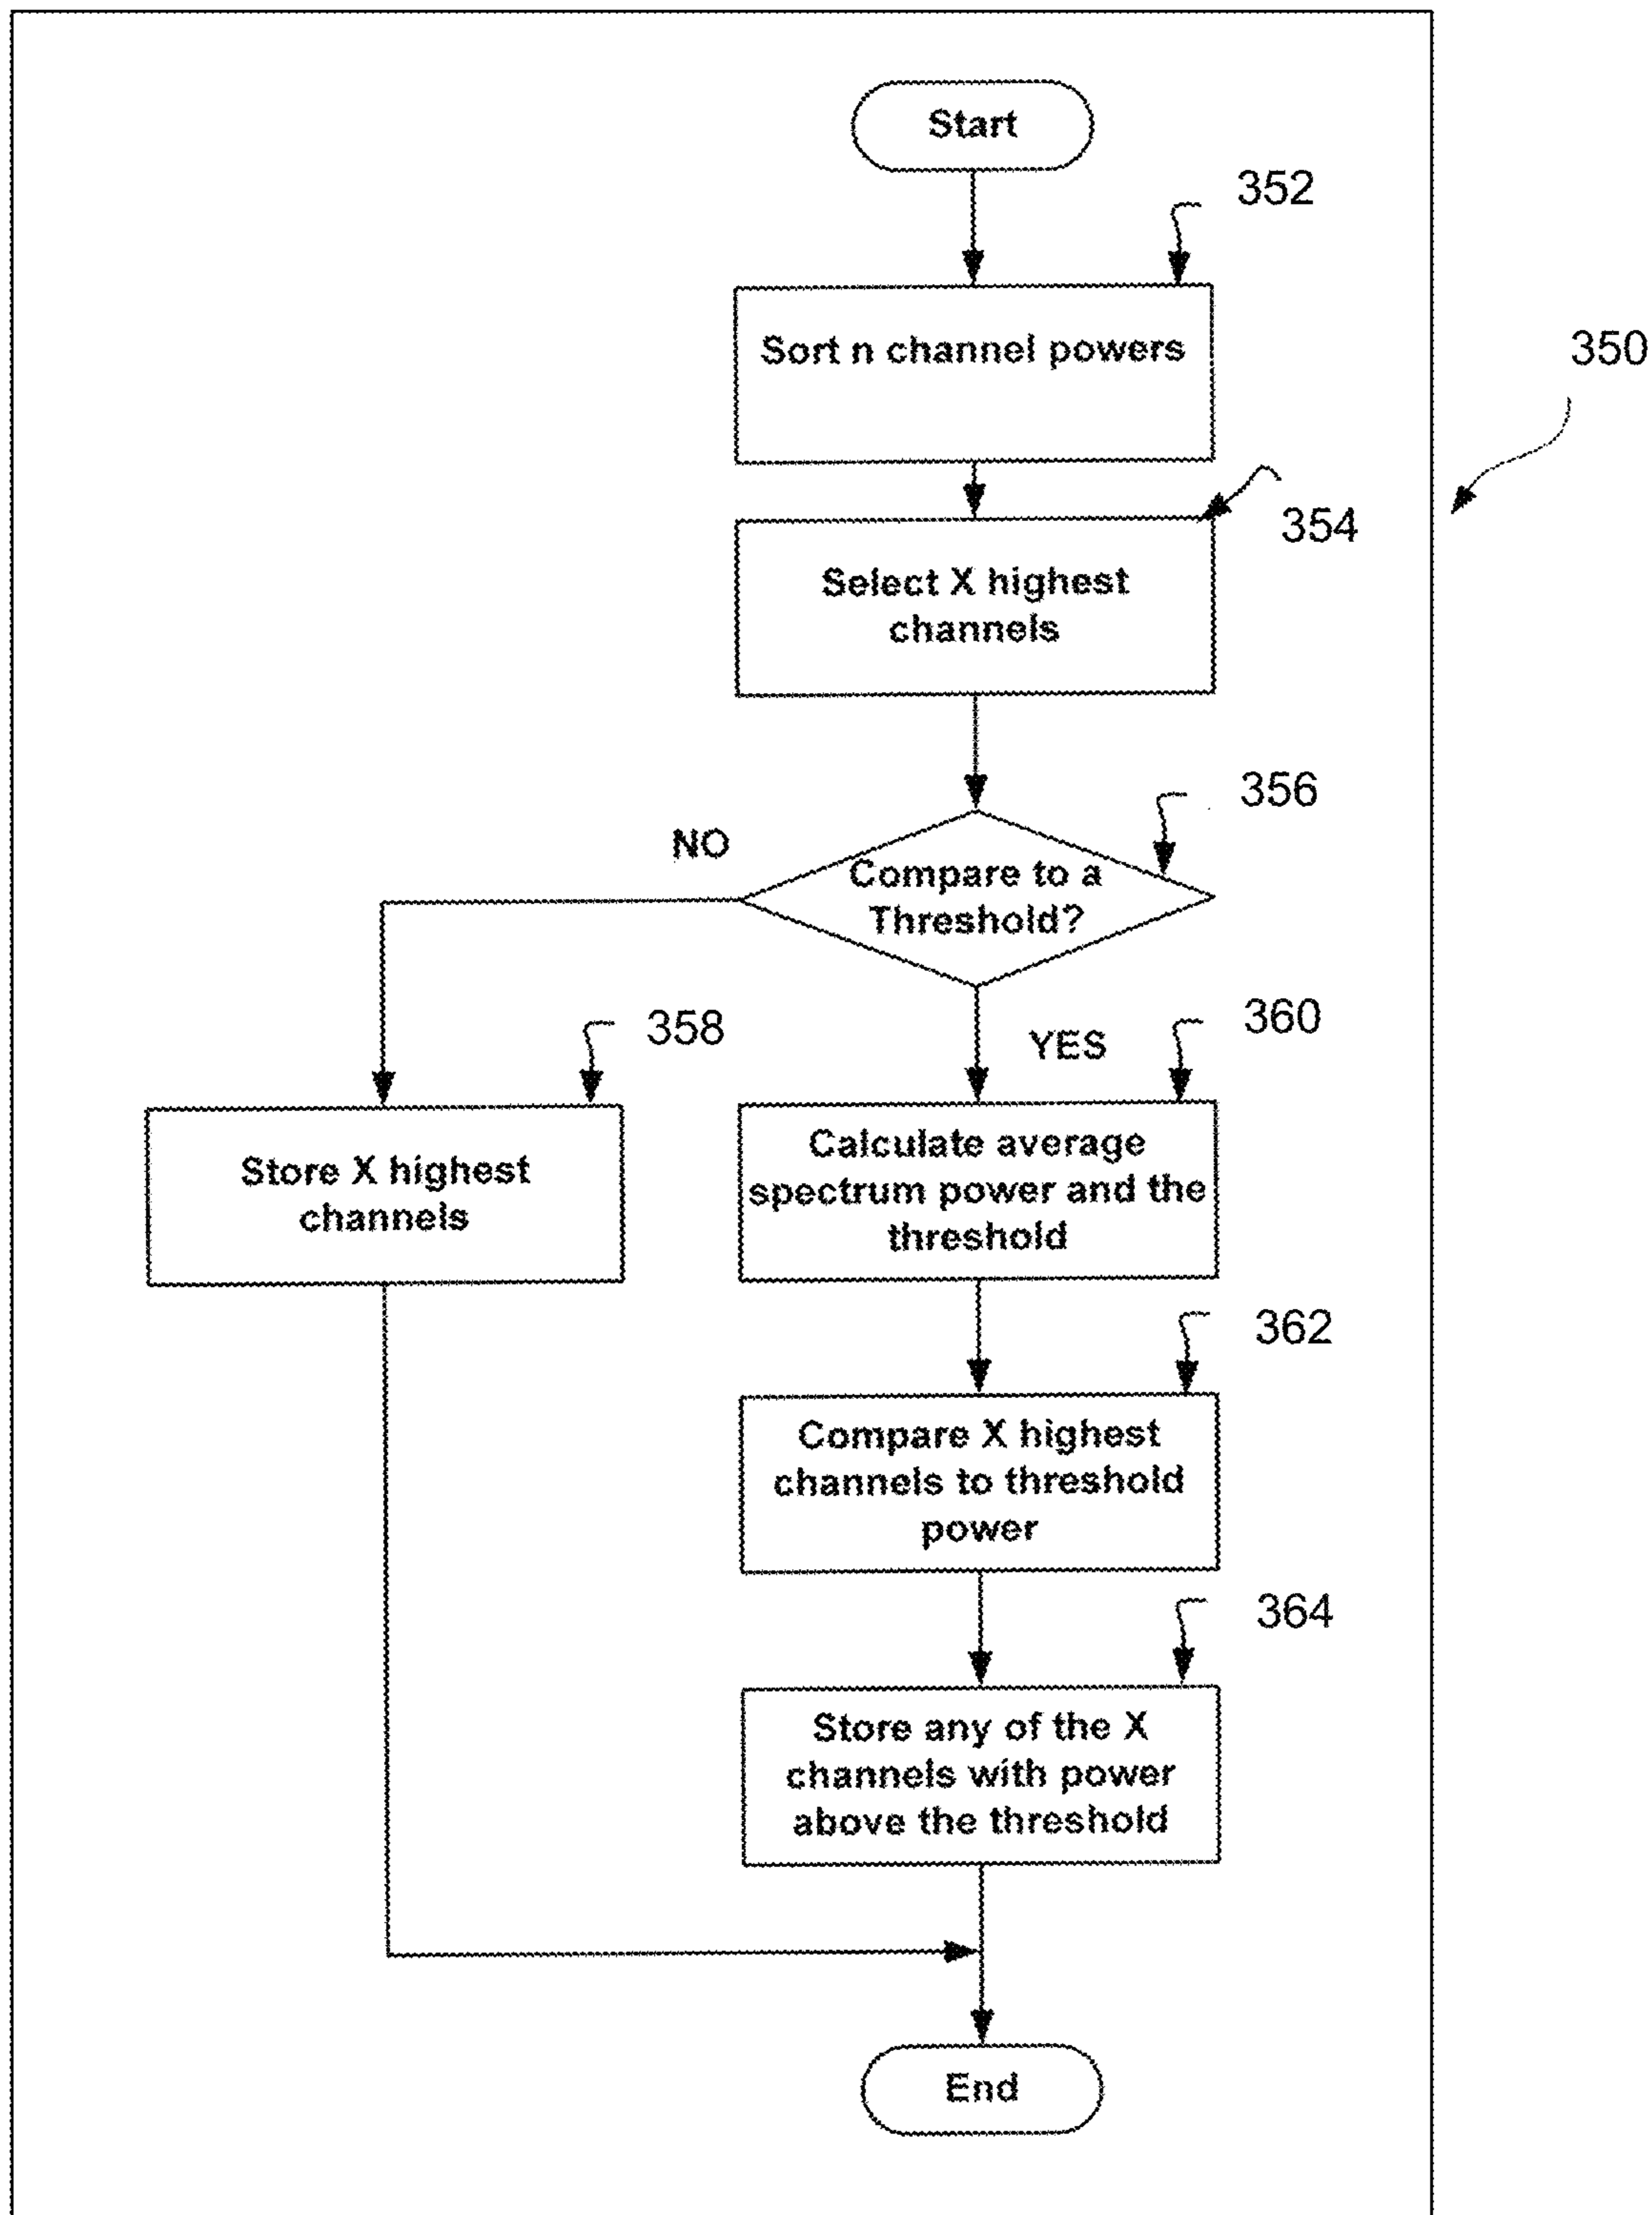 Start
352
Sort n channel powers
350
354
Select X highest
channels
356
NO
Compare to a
Threshold?
358
YES
360
Store X highest
channels
Calculate average
spectrum power and the
threshold
362
Compare X highest
channels to threshold
power
364
Store any of the X
channels with power
above the threshold
End